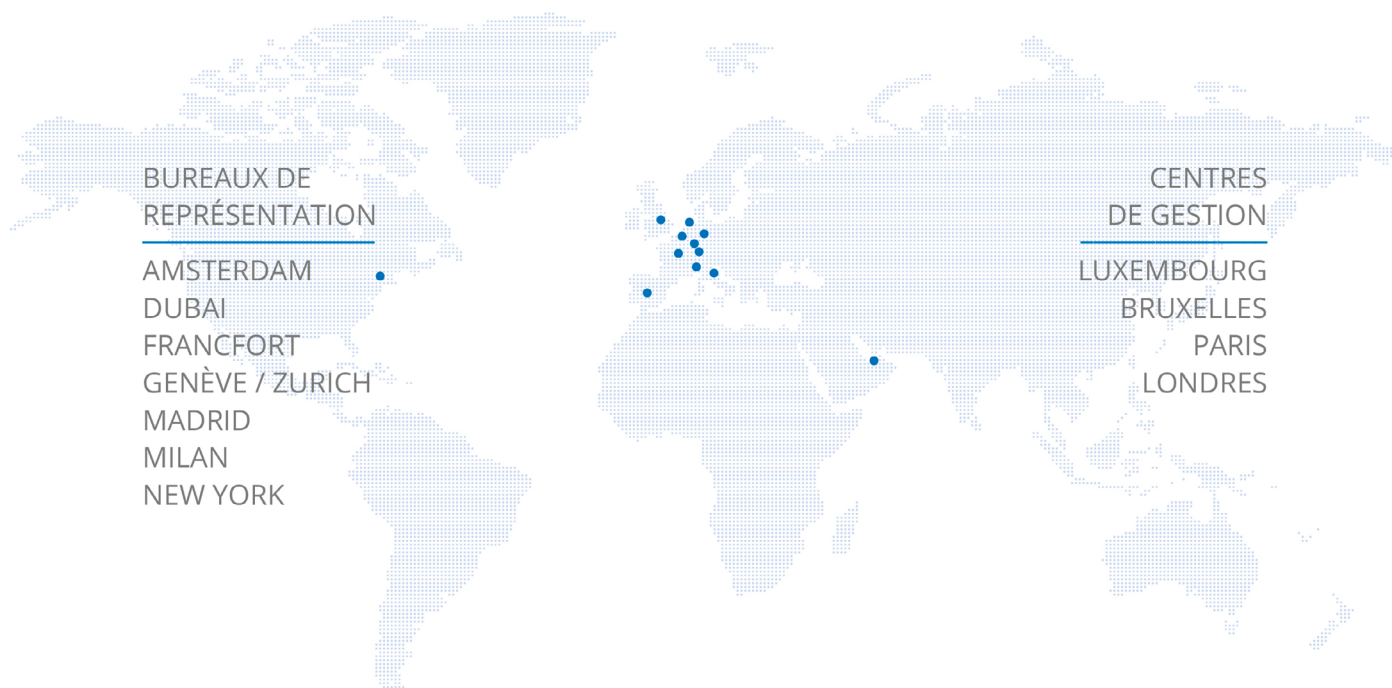 BUREAUX DE
REPRÉSENTATION
AMSTERDAM
DUBAI
FRANCFORT
GENÈVE / ZURICH
MADRID
MILAN
NEW YORK
CENTRES
DE GESTION
LUXEMBOURG
BRUXELLES
PARIS
LONDRES